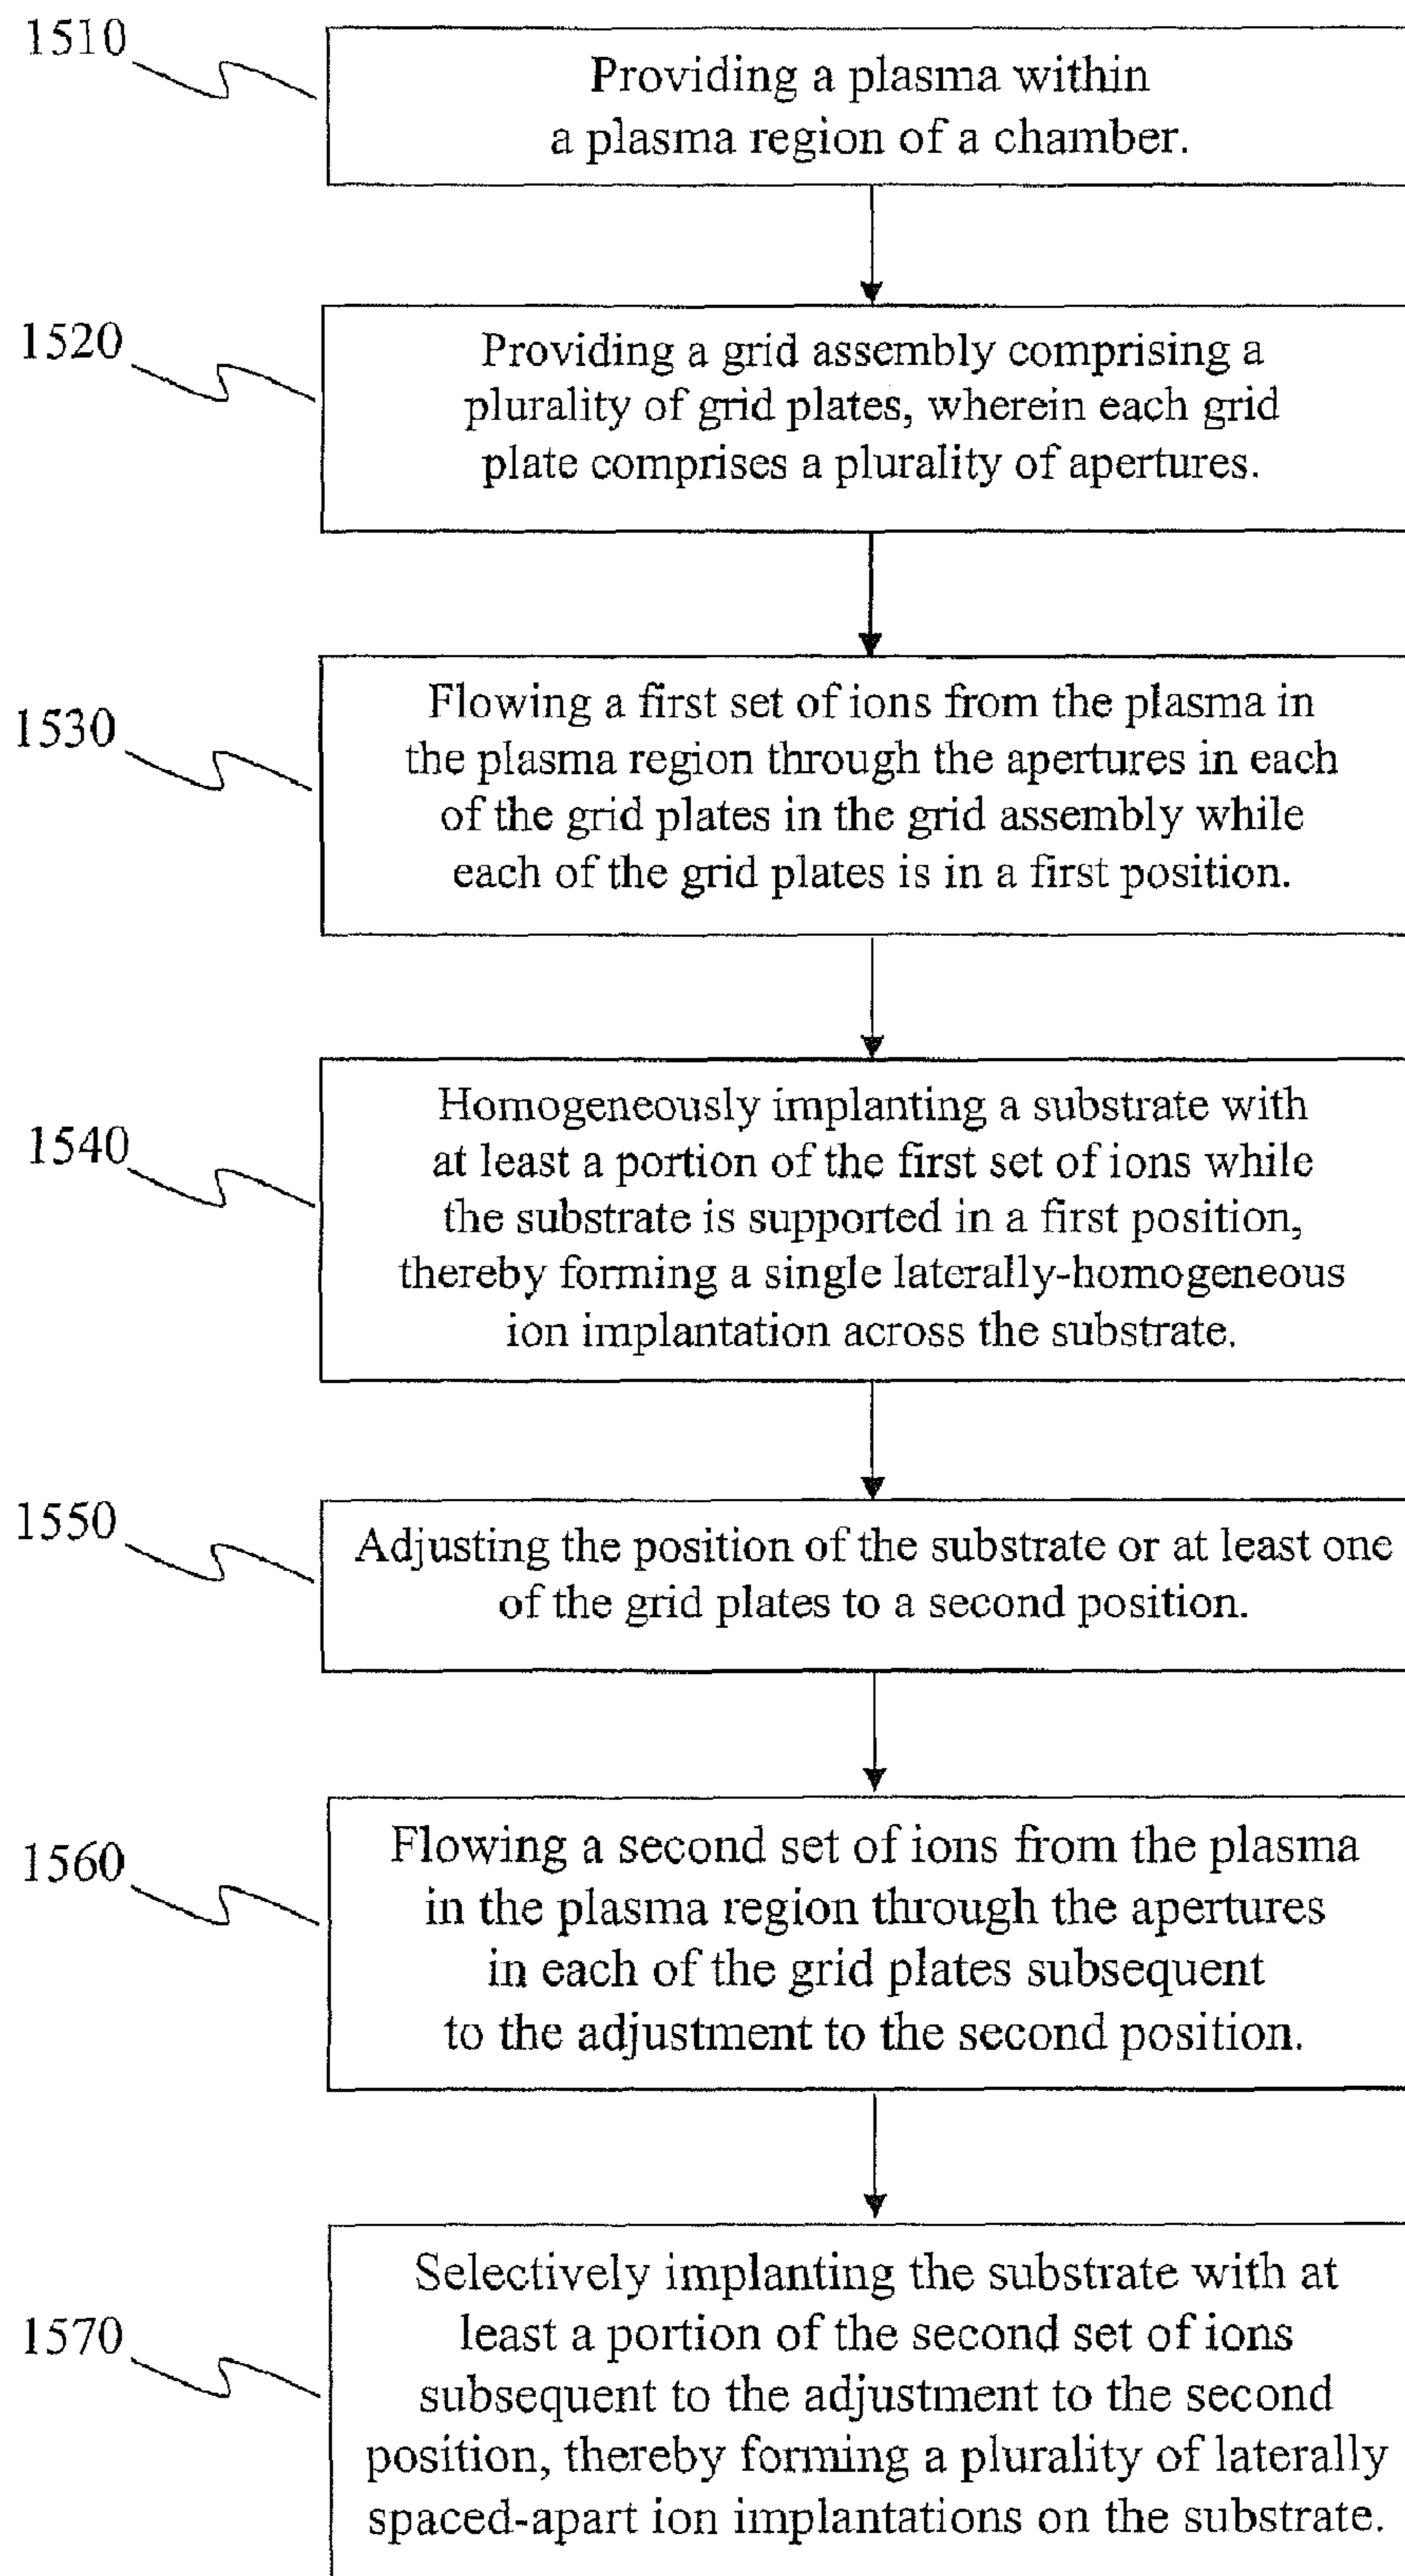 1510
Providing a plasma within
a plasma region of a chamber.
1520
Providing a grid assembly comprising a
plurality of grid plates, wherein each grid
plate comprises a plurality of apertures.
1530
Flowing a first set of ions from the plasma in
the plasma region through the apertures in each
of the grid plates in the grid assembly while
each of the grid plates is in a first position.
1540
Homogeneously implanting a substrate with
at least a portion of the first set of ions while
the substrate is supported in a first position,
thereby forming a single laterally-homogeneous
ion implantation across the substrate.
1550
Adjusting the position of the substrate or at least one
of the grid plates to a second position.
1560
Flowing a second set of ions from the plasma
in the plasma region through the apertures
in each of the grid plates subsequent
to the adjustment to the second position.
1570
Selectively implanting the substrate with at
least a portion of the second set of ions
subsequent to the adjustment to the second
position, thereby forming a plurality of laterally
spaced-apart ion implantations on the substrate.